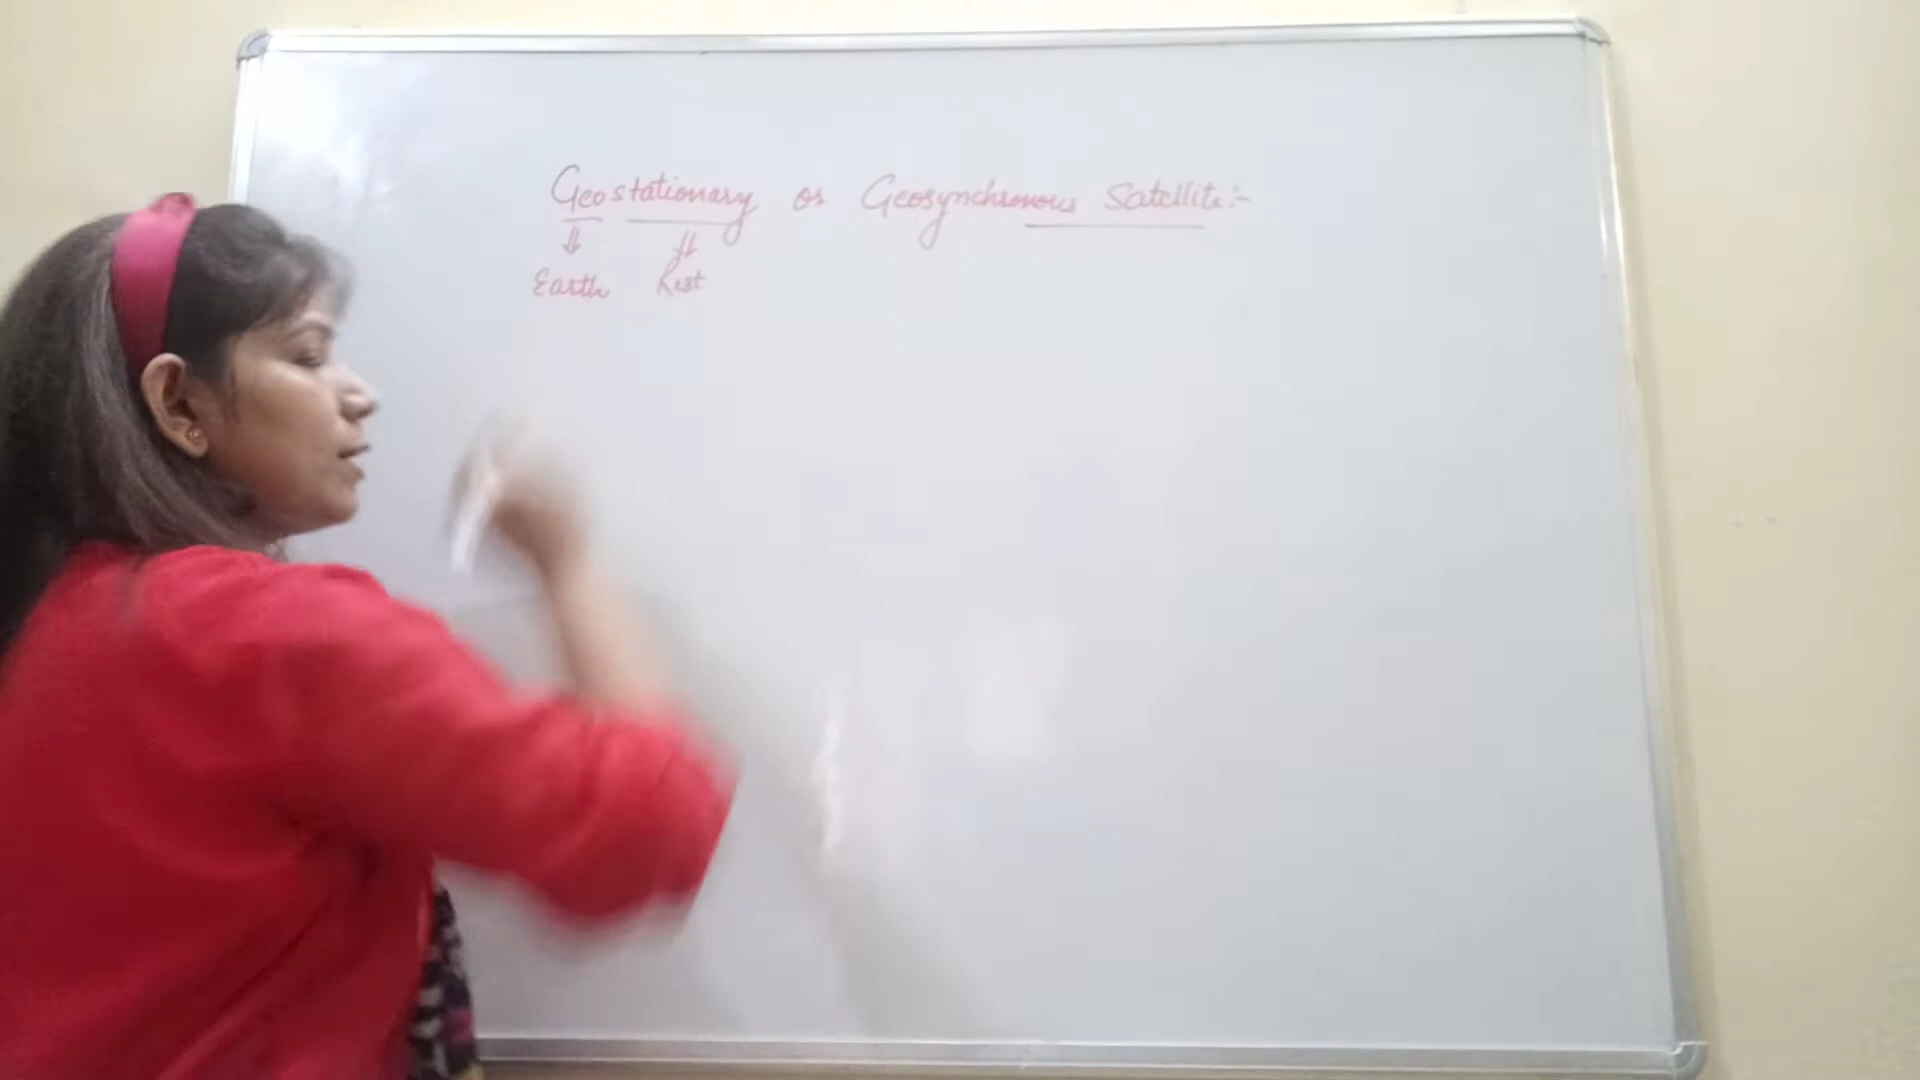 Geostationary or Geosynchronous Satellite:-
⇓ ⇓
Earth Rest